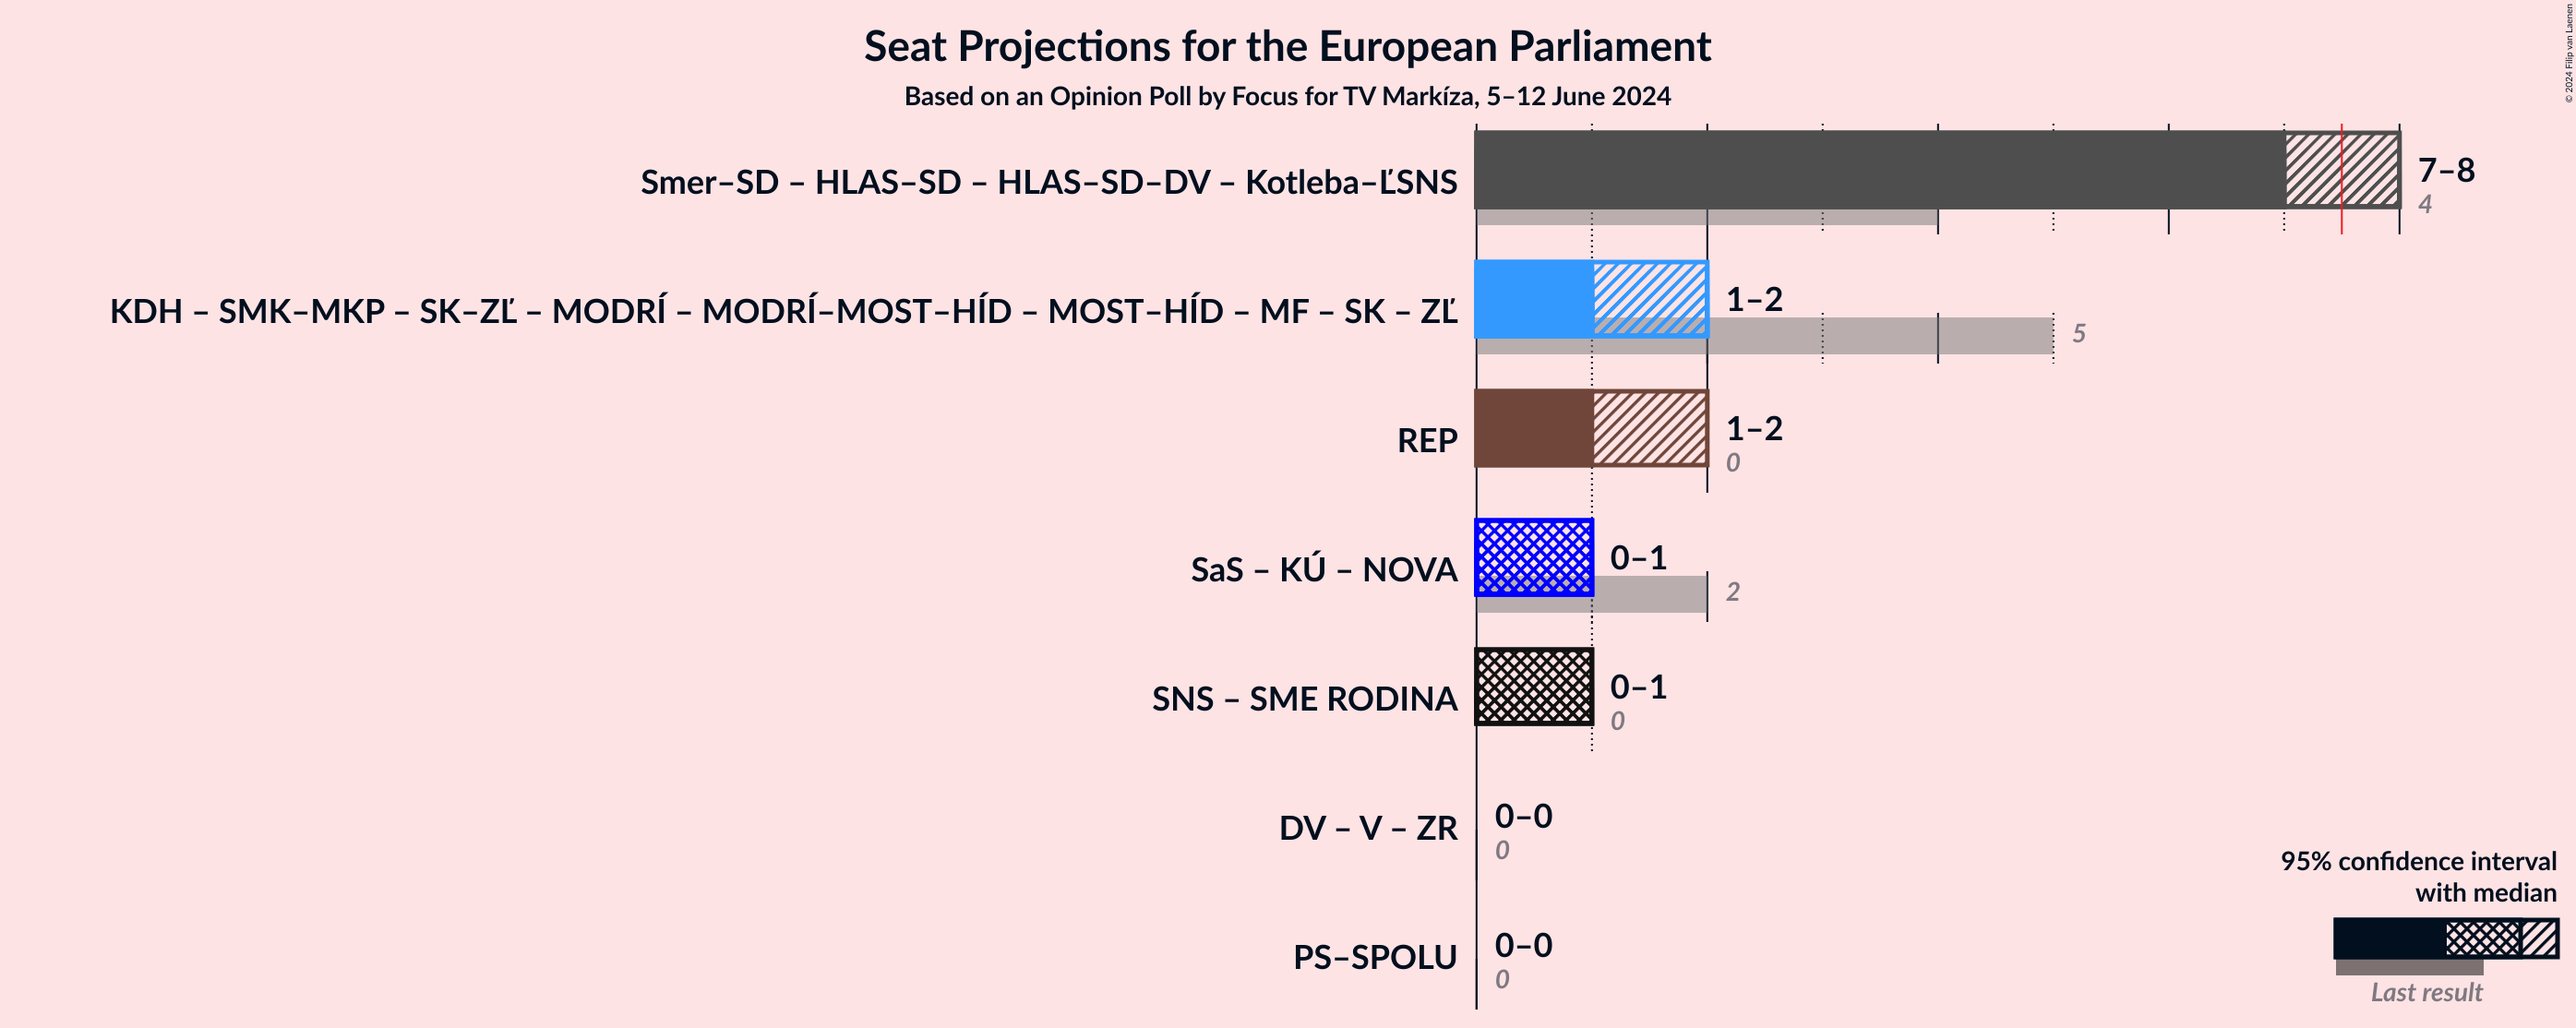 Seat Projections for the European Parliament
Based on an Opinion Poll by Focus for TV Markíza, 5–12 June 2024
© 2024 Filip van Laenen
Smer–SD – HLAS–SD – HLAS–SD–DV – Kotleba–ĽSNS
7–8
4
KDH – SMK–MKP – SK–ZĽ – MODRÍ – MODRÍ–MOST–HÍD – MOST–HÍD – MF – SK – ZĽ
1–2
5
REP
1–2
0
SaS – KÚ – NOVA
0–1
2
SNS – SME RODINA
0–1
0
DV – V – ZR
0–0
0
PS–SPOLU
0–0
0
95% confidence interval
with median
Last result